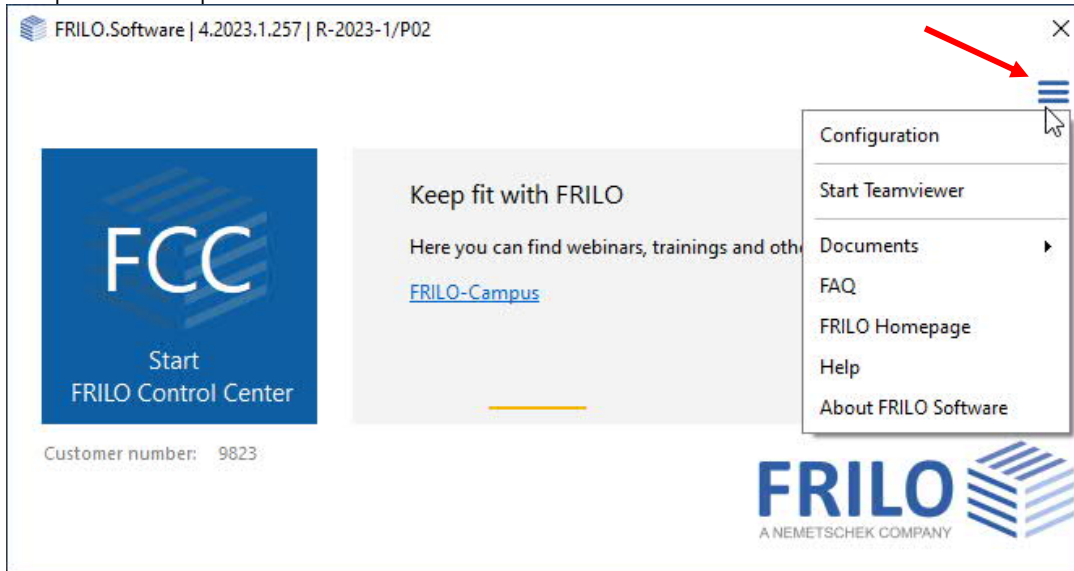 FRILO.Software | 4.2023.1.257 | R-2023-1/P02
Configuration
Start Teamviewer
Documents
FAQ
FRILO Homepage
Help
About FRILO Software
FCC
Start
FRILO Control Center
Keep fit with FRILO
Here you can find webinars, trainings and othe
FRILO-Campus
Customer number: 9823
FRILO
A NEMETSCHEK COMPANY